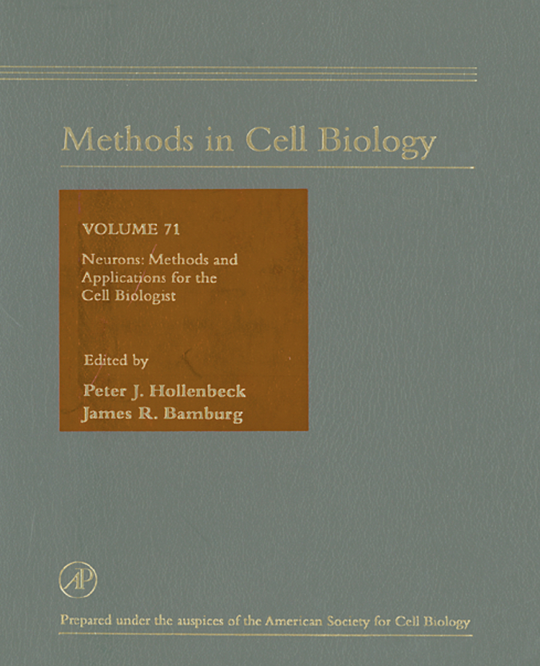 Methods in Cell Biology
VOLUME 71
Neurons: Methods and
Applications for the
Cell Biologist
Edited by
Peter J. Hollenbeck
James R. Bamburg
AP
Prepared under the auspices of the American Society for Cell Biology